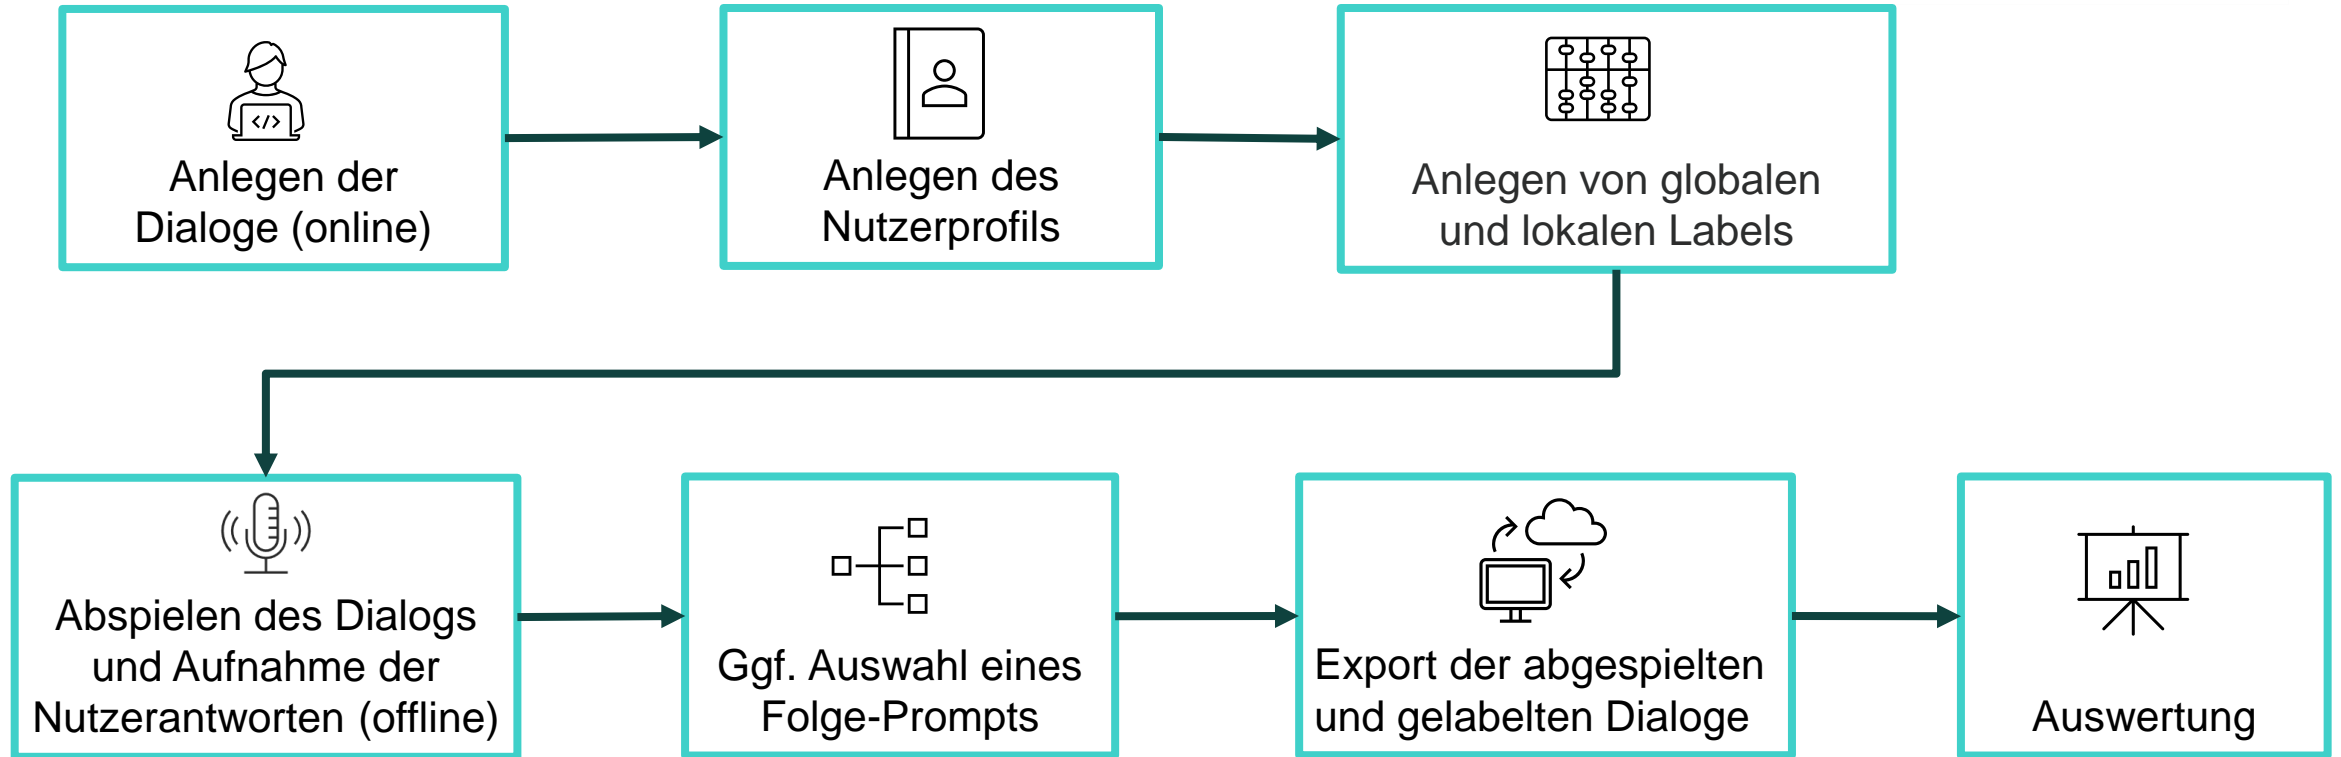 </>
Anlegen der
Dialoge (online)
Anlegen des
Nutzerprofils
Anlegen von globalen
und lokalen Labels
Abspielen des Dialogs
und Aufnahme der
Nutzerantworten (offline)
Ggf. Auswahl eines
Folge-Prompts
Export der abgespielten
und gelabelten Dialoge
Auswertung